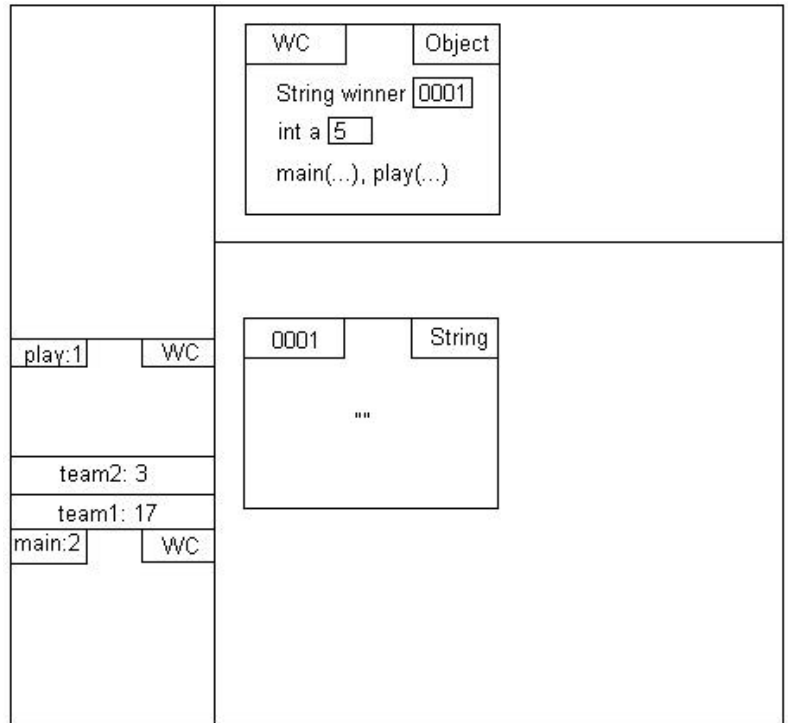 WC Object
String winner 0001
int a 5
main(...), play(...)
play:1 WC
team2: 3
team1: 17
main:2 WC
0001 String
""